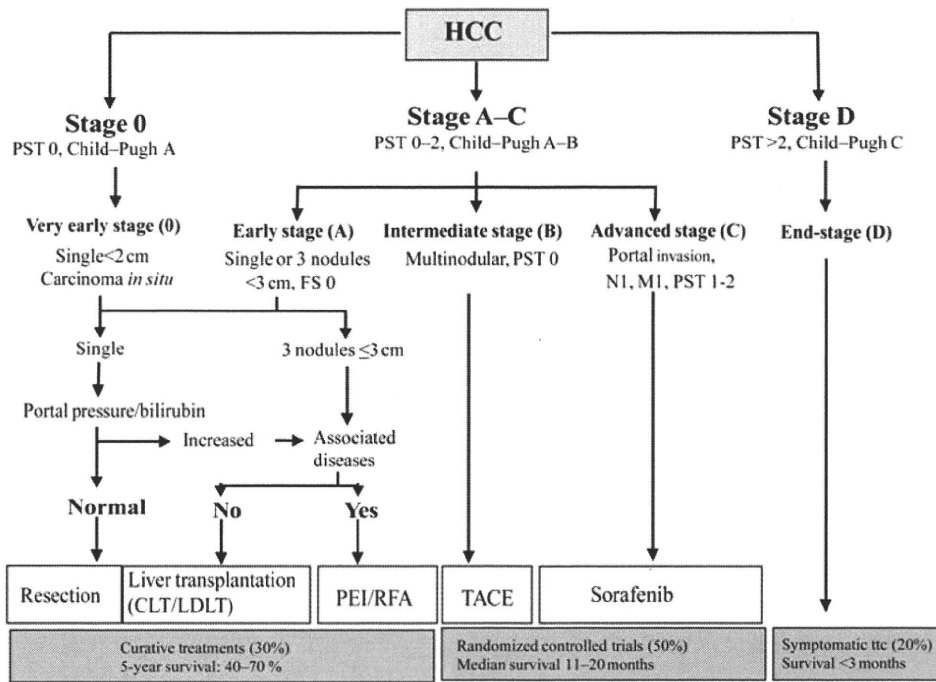 HCC
Stage 0
PST 0, Child–Pugh A
Stage A–C
PST 0–2, Child–Pugh A–B
Stage D
PST >2, Child–Pugh C
Very early stage (0)
Single<2 cm
Carcinoma in situ
Early stage (A)
Single or 3 nodules
<3 cm, FS 0
Intermediate stage (B)
Multinodular, PST 0
Advanced stage (C)
Portal invasion,
N1, M1, PST 1-2
End-stage (D)
Single
3 nodules ≤3 cm
Portal pressure/bilirubin
Increased
Associated
diseases
Normal
No
Yes
Resection
Liver transplantation
(CLT/LDLT)
PEI/RFA
TACE
Sorafenib
Curative treatments (30%)
5-year survival: 40–70 %
Randomized controlled trials (50%)
Median survival 11–20 months
Symptomatic ttc (20%)
Survival <3 months